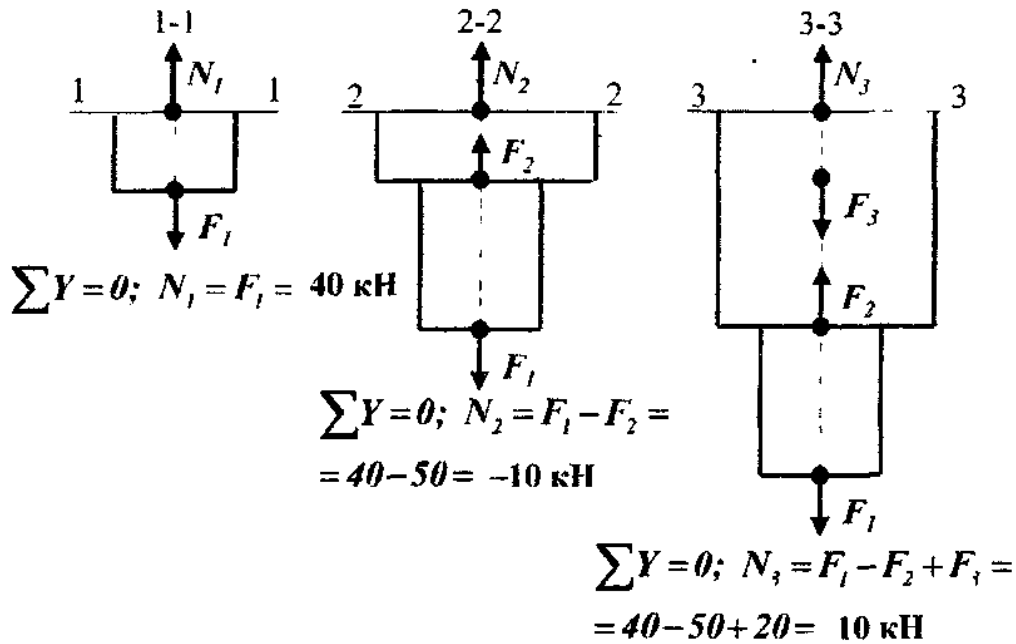 1-1
N₁
1 1
F₁
∑Y=0; N₁ = F₁ = 40 кН
2-2
N₂
2 2
F₂
F₁
∑Y=0; N₂ = F₁ – F₂ =
= 40–50 = –10 кН
3-3
N₃
3 3
F₃
F₂
F₁
∑Y=0; N₃ = F₁ – F₂ + F₃ =
= 40–50+20 = 10 кН